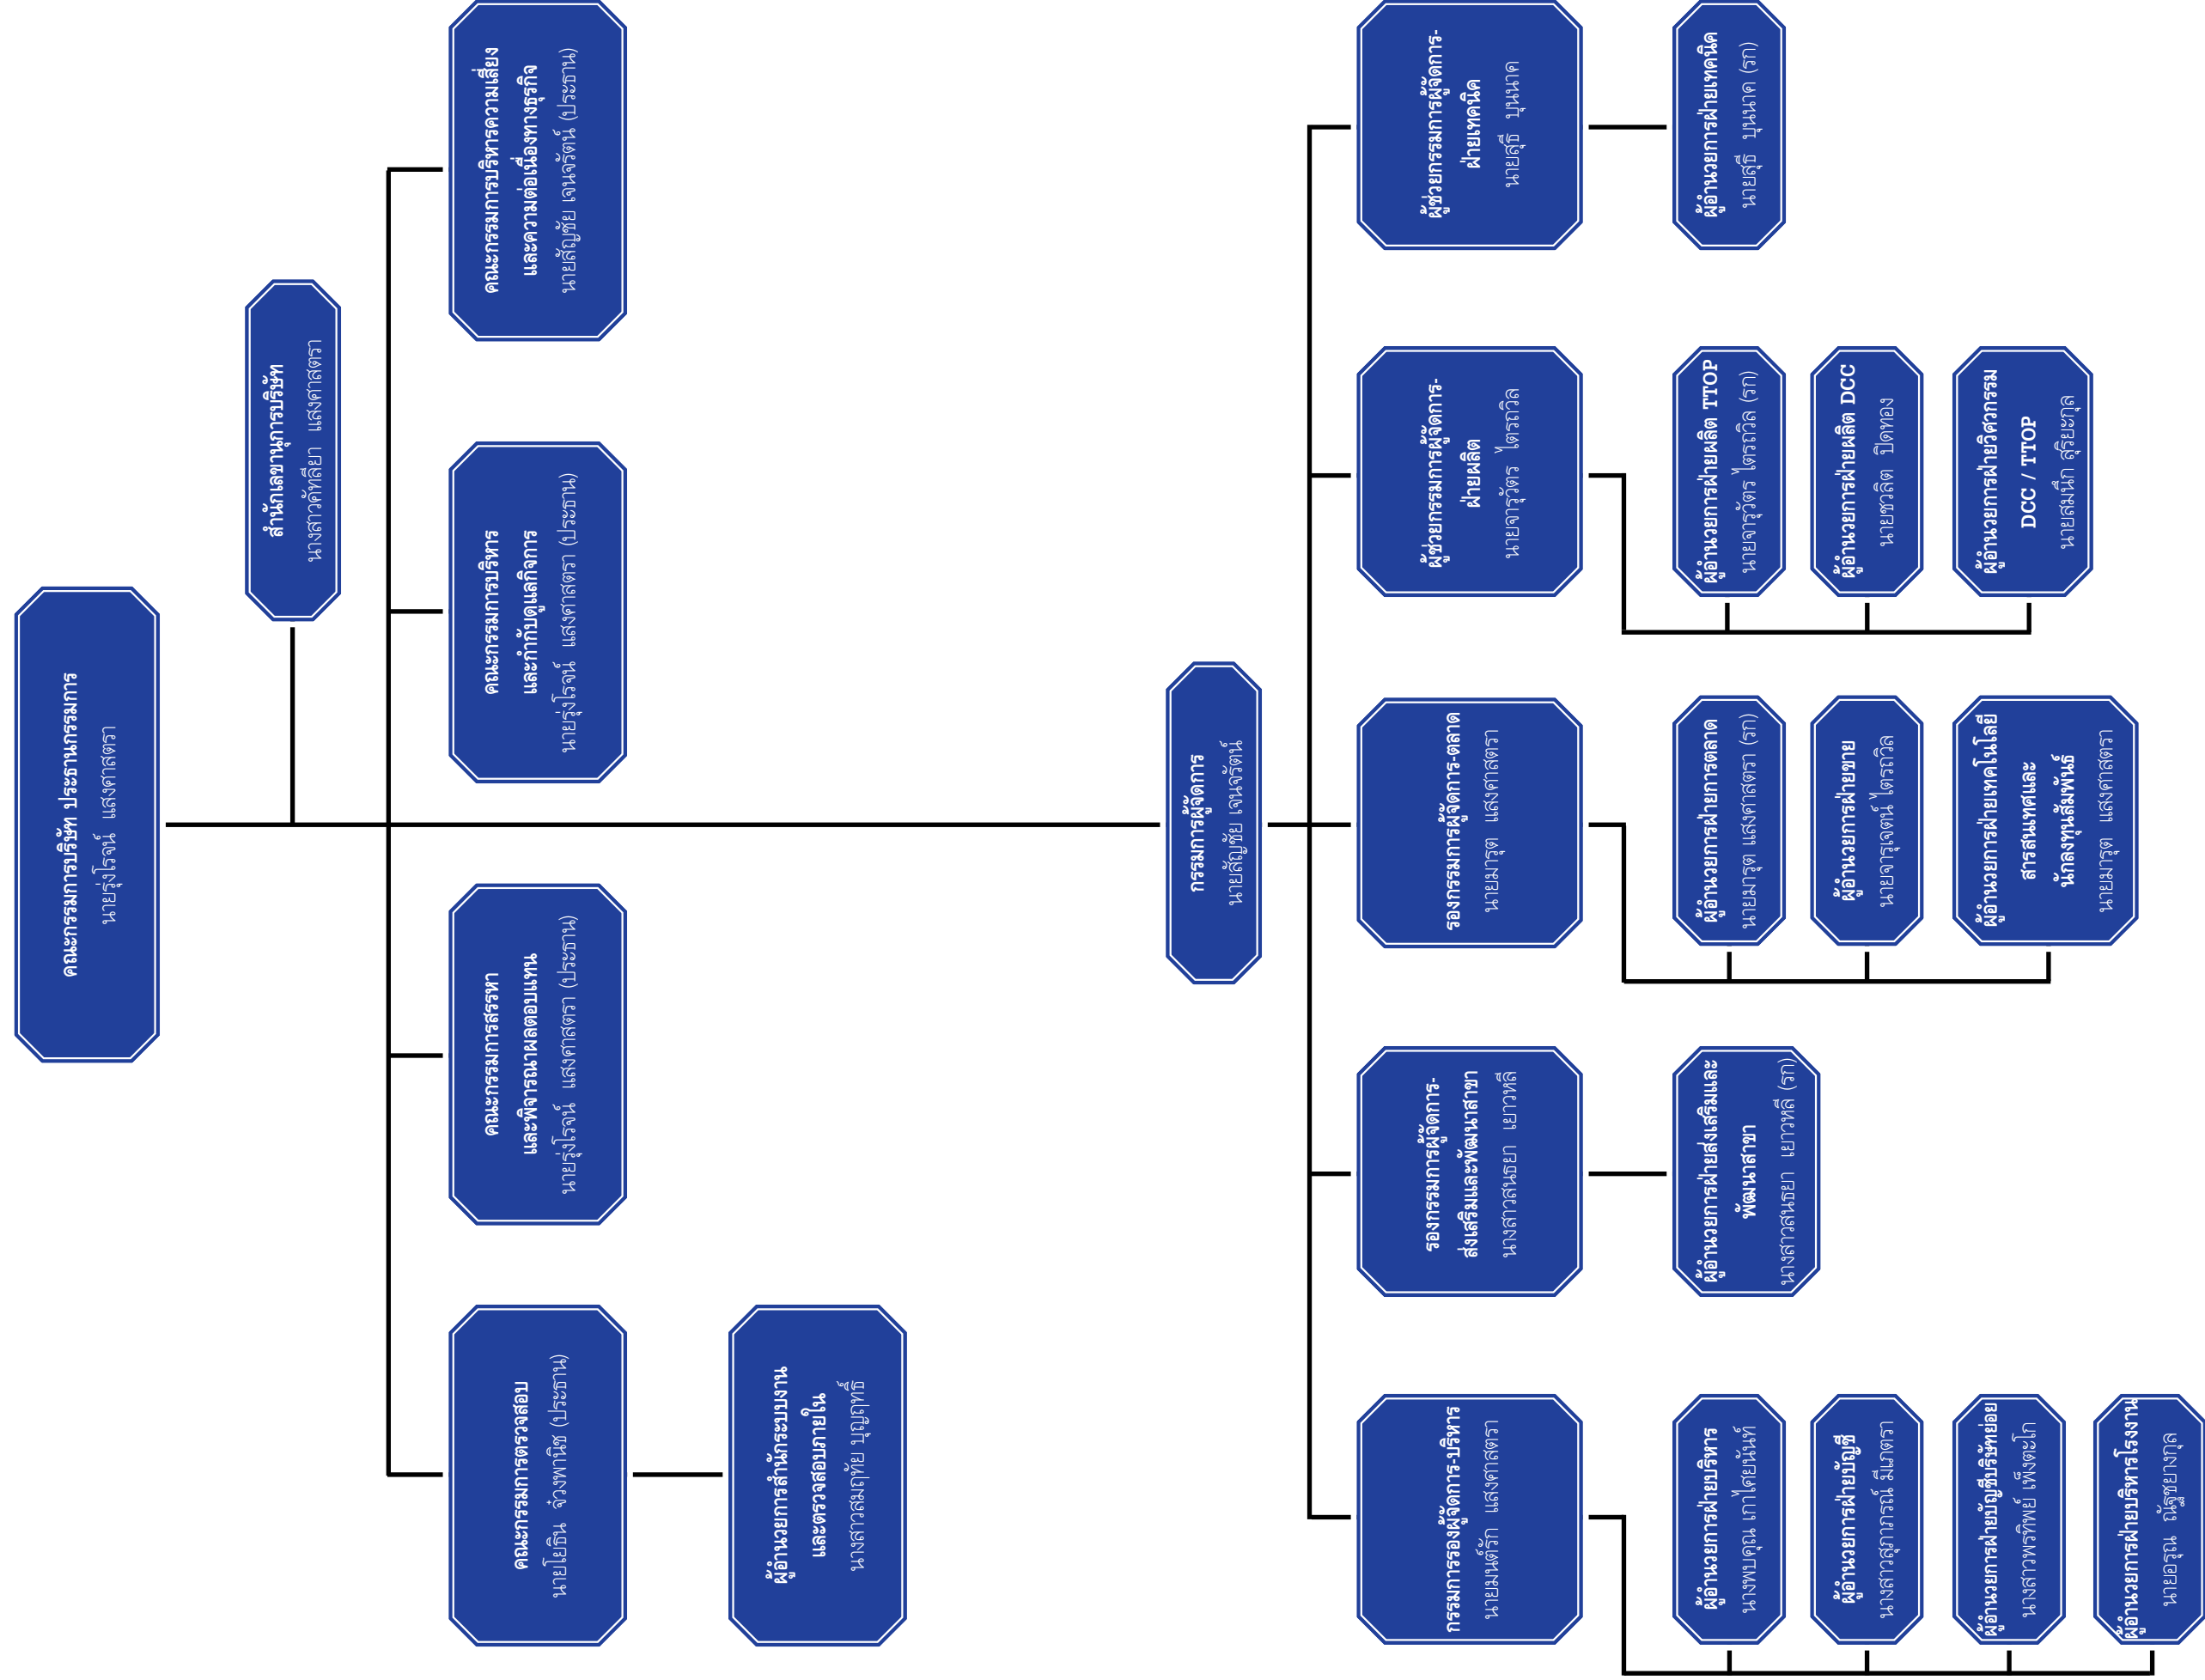 คณะกรรมการบริษัท ประธานกรรมการ
นายรุ่งโรจน์ แสงศาสตรา
สำนักเลขานุการบริษัท
นางสาวคัทลียา แสงศาสตรา
คณะกรรมการตรวจสอบ
นายโยธิน จ๋วงพานิช (ประธาน)
คณะกรรมการสรรหา
และพิจารณาผลตอบแทน
นายรุ่งโรจน์ แสงศาสตรา (ประธาน)
คณะกรรมการบริหาร
และกำกับดูแลกิจการ
นายรุ่งโรจน์ แสงศาสตรา (ประธาน)
คณะกรรมการบริหารความเสี่ยง
และความต่อเนื่องทางธุรกิจ
นายสัญชัย เจนจรัตน์ (ประธาน)
ผู้อำนวยการสำนักระบบงาน
และตรวจสอบภายใน
นางสาวสมฤทัย บุญฤทธิ์
กรรมการผู้จัดการ
นายสัญชัย เจนจรัตน์
กรรมการรองผู้จัดการ-บริหาร
นายมนต์รัก แสงศาสตรา
รองกรรมการผู้จัดการ-
ส่งเสริมและพัฒนาสาขา
นางสาวสนธยา เยาวหลี
รองกรรมการผู้จัดการ-ตลาด
นายมารุต แสงศาสตรา
ผู้ช่วยกรรมการผู้จัดการ-
ฝ่ายผลิต
นายจารุวัตร ไตรถวิล
ผู้ช่วยกรรมการผู้จัดการ-
ฝ่ายเทคนิค
นายสุธี บุนนาค
ผู้อำนวยการฝ่ายบริหาร
นางพบคุณ เกาไศยนันท์
ผู้อำนวยการฝ่ายบัญชี
นางสาวสุภาภรณ์ มีเภตรา
ผู้อำนวยการฝ่ายบัญชีบริษัทย่อย
นางสาวพรทิพย์ เพ็งตะโก
ผู้อำนวยการฝ่ายบริหารโรงงาน
นายอรุณ ณัฐชยางกุล
ผู้อำนวยการฝ่ายส่งเสริมและ
พัฒนาสาขา
นางสาวสนธยา เยาวหลี (รก)
ผู้อำนวยการฝ่ายการตลาด
นายมารุต แสงศาสตรา (รก)
ผู้อำนวยการฝ่ายขาย
นายจารุเจตน์ ไตรถวิล
ผู้อำนวยการฝ่ายเทคโนโลยี
สารสนเทศและ
นักลงทุนสัมพันธ์
นายมารุต แสงศาสตรา
ผู้อำนวยการฝ่ายผลิต TTOP
นายจารุวัตร ไตรถวิล (รก)
ผู้อำนวยการฝ่ายผลิต DCC
นายชวลิต ปิดทอง
ผู้อำนวยการฝ่ายวิศวกรรม
DCC / TTOP
นายสมนึก สุริยะกุล
ผู้อำนวยการฝ่ายเทคนิค
นายสุธี บุนนาค (รก)